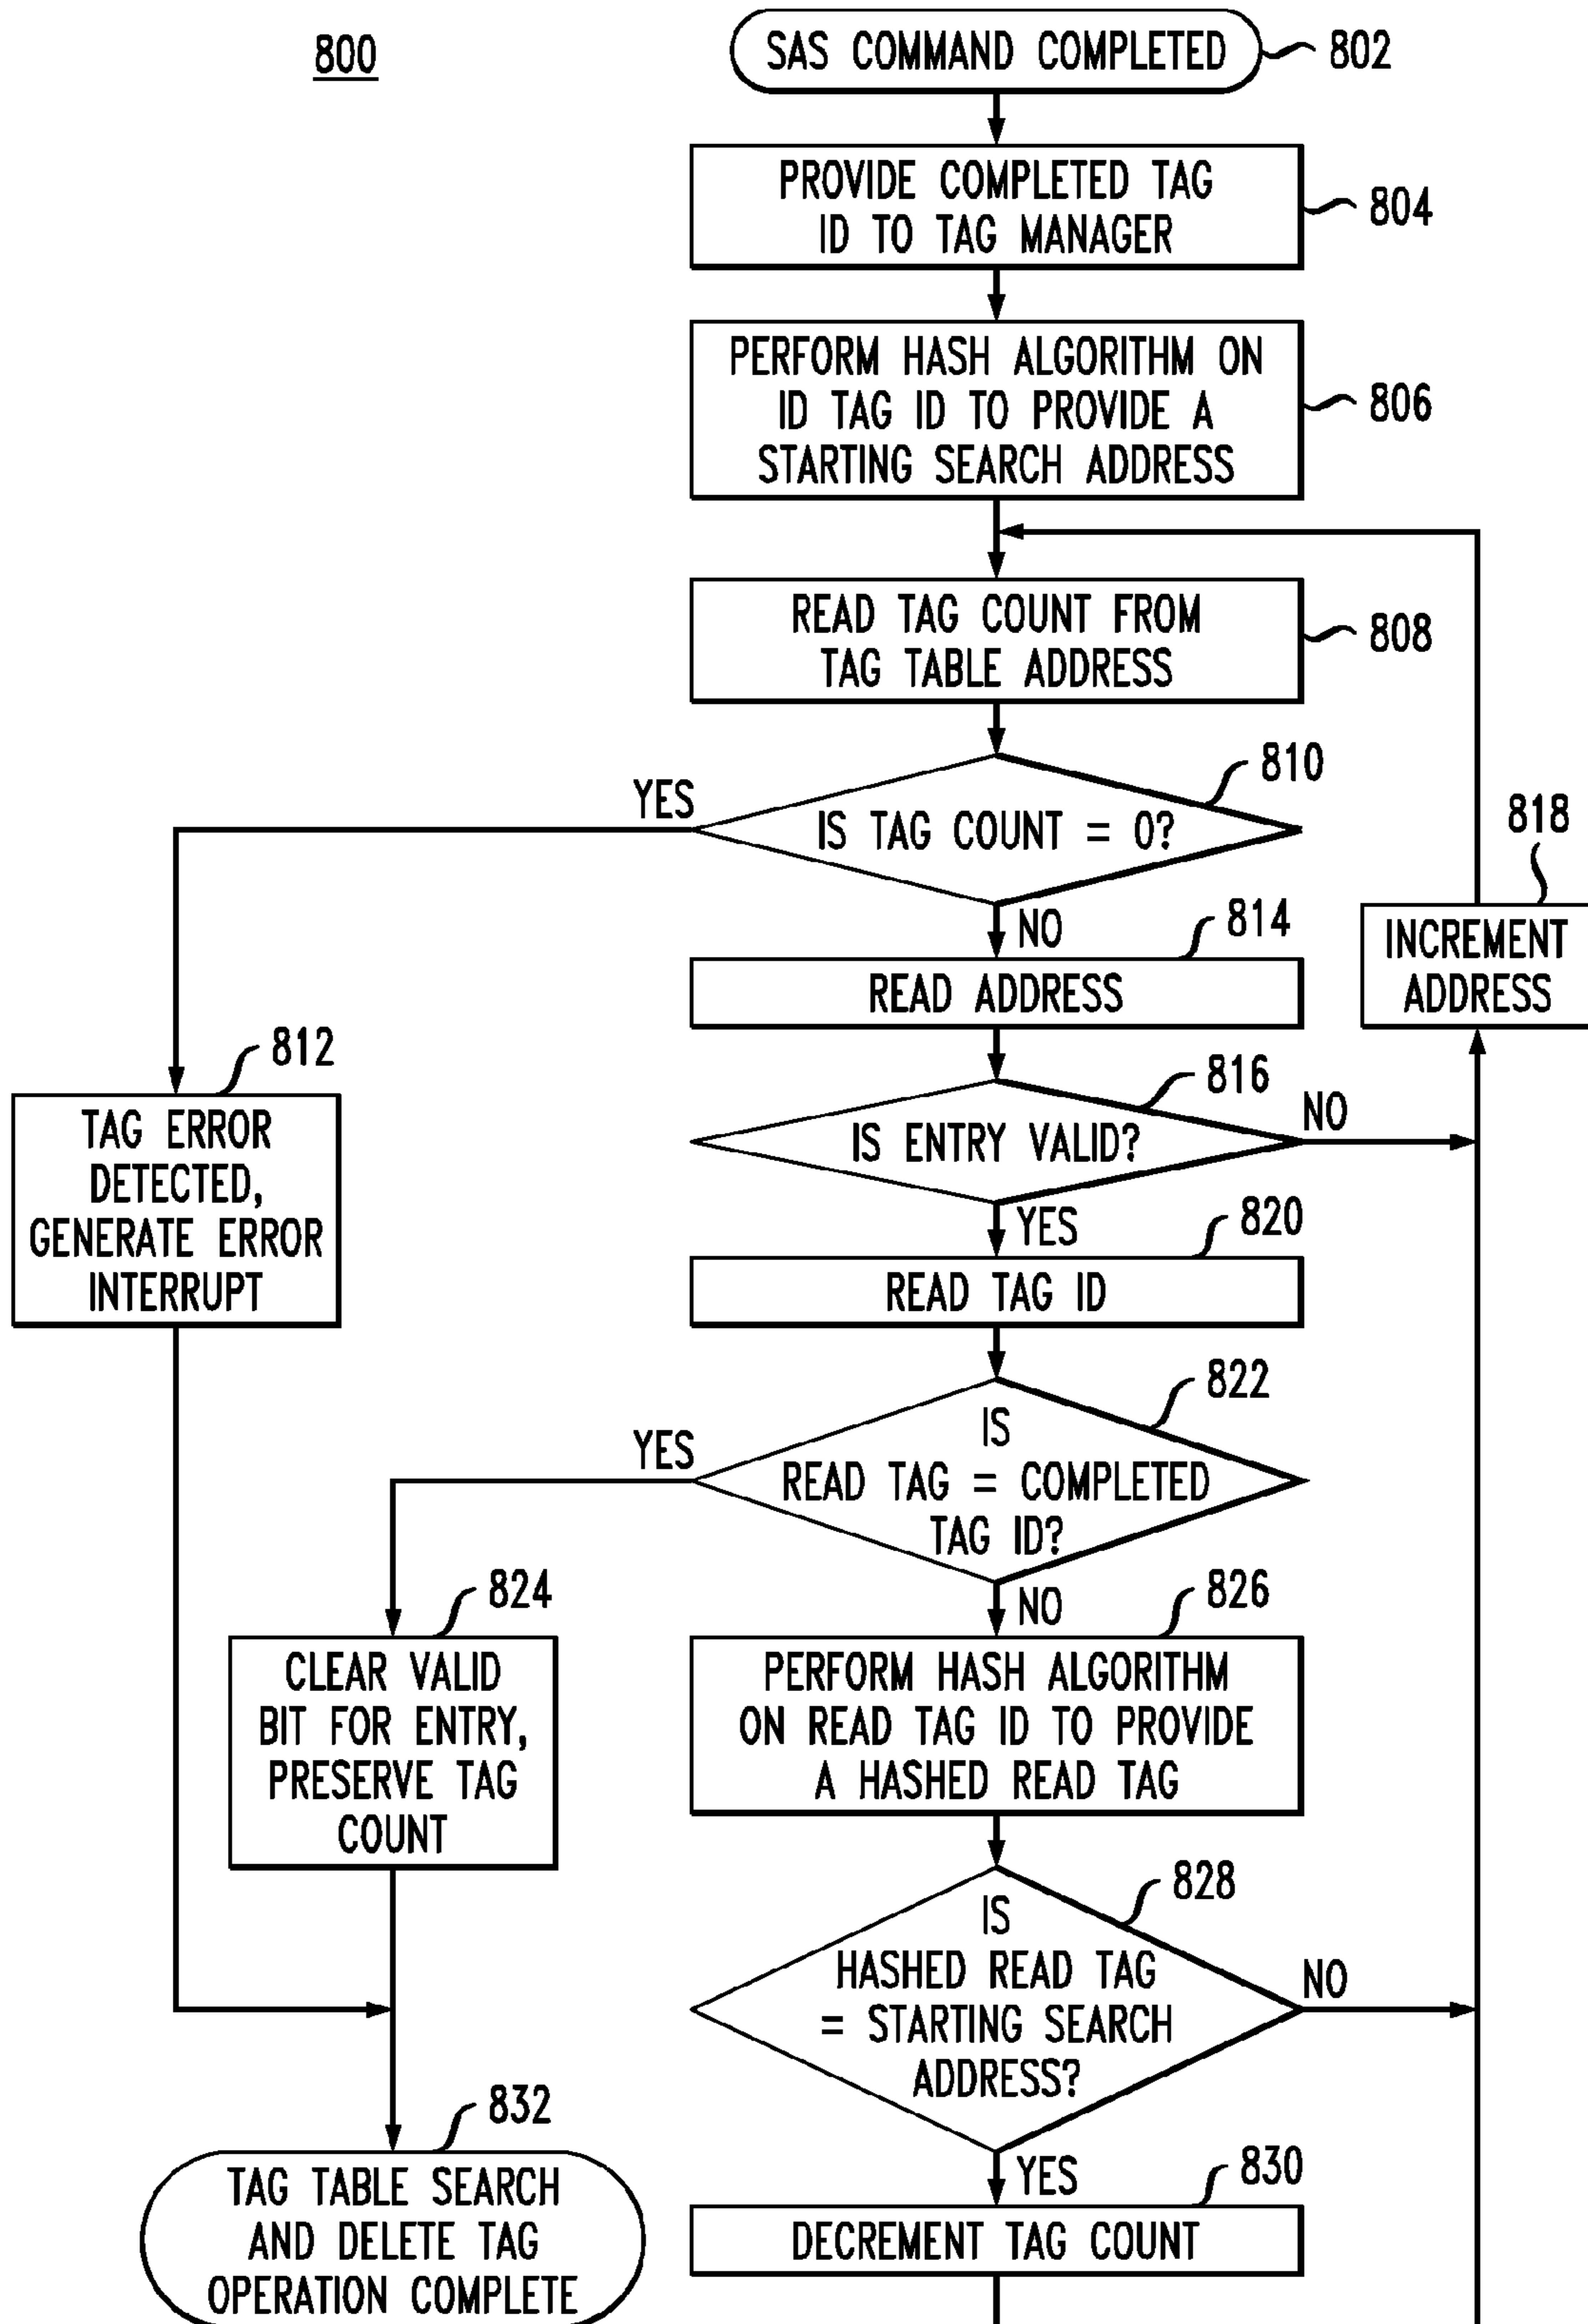 800
SAS COMMAND COMPLETED
802
PROVIDE COMPLETED TAG
ID TO TAG MANAGER
804
PERFORM HASH ALGORITHM ON
ID TAG ID TO PROVIDE A
STARTING SEARCH ADDRESS
806
READ TAG COUNT FROM
TAG TABLE ADDRESS
808
810
YES
IS TAG COUNT = 0?
818
NO
814
READ ADDRESS
INCREMENT
ADDRESS
812
TAG ERROR
DETECTED,
GENERATE ERROR
INTERRUPT
816
IS ENTRY VALID?
NO
YES
820
READ TAG ID
822
YES
IS
READ TAG = COMPLETED
TAG ID?
824
NO
826
CLEAR VALID
BIT FOR ENTRY,
PRESERVE TAG
COUNT
PERFORM HASH ALGORITHM
ON READ TAG ID TO PROVIDE
A HASHED READ TAG
828
IS
HASHED READ TAG
= STARTING SEARCH
ADDRESS?
NO
832
TAG TABLE SEARCH
AND DELETE TAG
OPERATION COMPLETE
YES
830
DECREMENT TAG COUNT